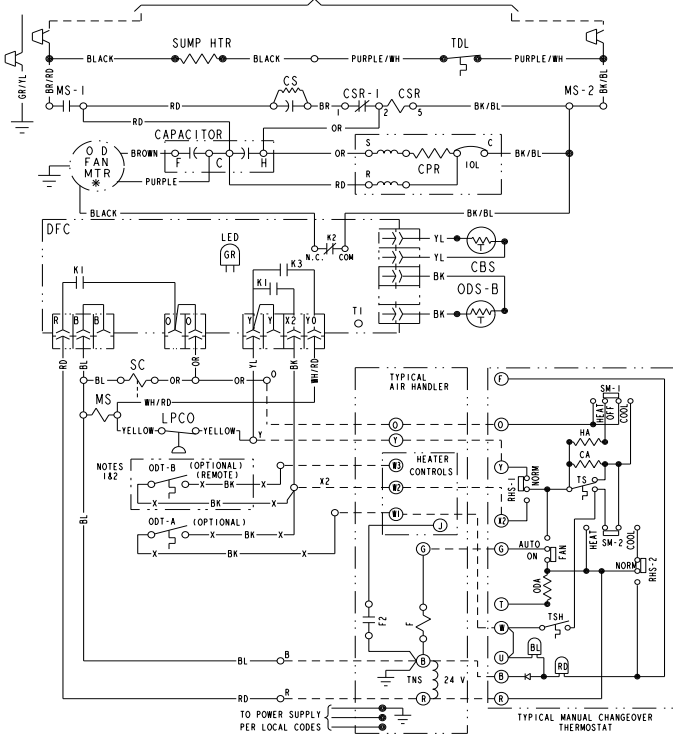 SUMP HTR
TDL
BLACK
BLACK
PURPLE/WH
PURPLE/WH
GR/YL
BR/RD
BK/BL
MS-1
CS
CSR-1
CSR
MS-2
RD
BR
1
2
5
BK/BL
RD
OR
CAPACITOR
O D
FAN
MTR
*
BROWN
F
C
H
OR
S
C
BK/BL
CPR
IOL
PURPLE
RD
R
BLACK
BK/BL
DFC
LED
GR
K2
N.C.
COM
YL
YL
CBS
BK
ODS-B
BK
K1
K3
K1
T1
R
B
B
O
O
Y
Y
X2
YO
RD
BL
OR
YL
BK
WH/RD
SC
BL
OR
OR
O
MS
WH/RD
LPCO
YELLOW
YELLOW
Y
NOTES
1&2
ODT-B
(OPTIONAL)
(REMOTE)
X
BK
X
X
BK
X
X2
ODT-A
(OPTIONAL)
X
BK
X
BL
TYPICAL
AIR HANDLER
O
Y
W3
HEATER
CONTROLS
W2
W1
J
G
F2
F
B
TNS
24 V
R
BL
B
RD
R
TO POWER SUPPLY
PER LOCAL CODES
F
SM-1
HEAT
OFF
COOL
O
HA
CA
Y
RHS-1
NORM
TS
X2
HEAT
SM-2
COOL
G
AUTO
ON
FAN
NORM
RHS-2
ODA
T
W
TSH
BL
U
RD
B
R
TYPICAL MANUAL CHANGEOVER
THERMOSTAT